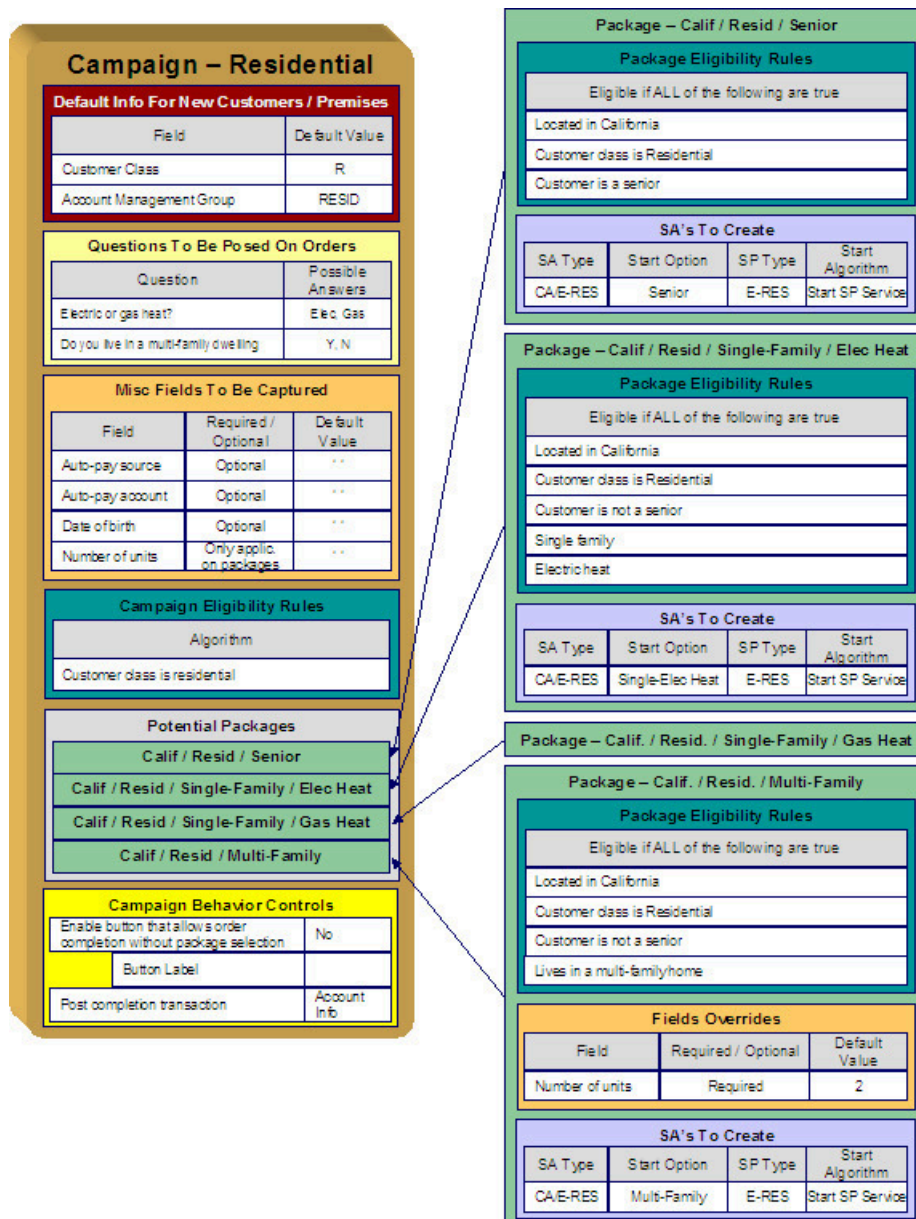 Campaign – Residential
Default Info For New Customers / Premises
Field Default Value
Customer Class R
Account Management Group RESID
Questions To Be Posed On Orders
Question Possible Answers
Electric or gas heat? Elec, Gas
Do you live in a multi-family dwelling Y, N
Misc Fields To Be Captured
Field Required / Optional Default Value
Auto-pay source Optional " "
Auto-pay account Optional " "
Date of birth Optional " "
Number of units Only applic. on packages " "
Campaign Eligibility Rules
Algorithm
Customer class is residential
Potential Packages
Calif / Resid / Senior
Calif / Resid / Single-Family / Elec Heat
Calif / Resid / Single-Family / Gas Heat
Calif / Resid / Multi-Family
Campaign Behavior Controls
Enable button that allows order completion without package selection No
Button Label
Post completion transaction Account Info
Package – Calif / Resid / Senior
Package Eligibility Rules
Eligible if ALL of the following are true
Located in California
Customer class is Residential
Customer is a senior
SA's To Create
SA Type Start Option SP Type Start Algorithm
CA/E-RES Senior E-RES Start SP Service
Package – Calif / Resid / Single-Family / Elec Heat
Package Eligibility Rules
Eligible if ALL of the following are true
Located in California
Customer class is Residential
Customer is not a senior
Single family
Electric heat
SA's To Create
SA Type Start Option SP Type Start Algorithm
CA/E-RES Single-Elec Heat E-RES Start SP Service
Package – Calif. / Resid. / Single-Family / Gas Heat
Package – Calif. / Resid. / Multi-Family
Package Eligibility Rules
Eligible if ALL of the following are true
Located in California
Customer class is Residential
Customer is not a senior
Lives in a multi-family home
Fields Overrides
Field Required / Optional Default Value
Number of units Required 2
SA's To Create
SA Type Start Option SP Type Start Algorithm
CA/E-RES Multi-Family E-RES Start SP Service